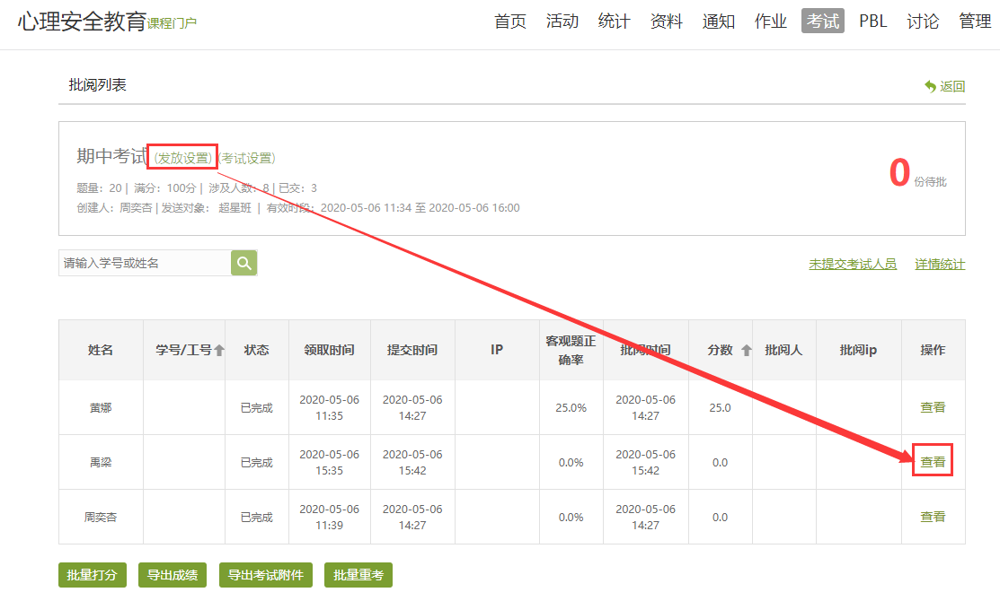 心理安全教育课程门户 首页 活动 统计 资料 通知 作业 考试 PBL 讨论 管理
批阅列表 返回
期中考试 (发放设置) (考试设置)
题量: 20 | 满分: 100分 | 涉及人数: 8 | 已交: 3
0 份待批
创建人: 周奕杏 | 发送对象: 超星班 | 有效时段: 2020-05-06 11:34 至 2020-05-06 16:00
请输入学号或姓名 未提交考试人员 详情统计
姓名 学号/工号 状态 领取时间 提交时间 IP 客观题正确率 批阅时间 分数 批阅人 批阅ip 操作
黄娜 已完成 2020-05-06 11:35 2020-05-06 14:27 25.0% 2020-05-06 14:27 25.0 查看
禹梁 已完成 2020-05-06 15:35 2020-05-06 15:42 0.0% 2020-05-06 15:42 0.0 查看
周奕杏 已完成 2020-05-06 11:39 2020-05-06 14:27 0.0% 2020-05-06 14:27 0.0 查看
批量打分 导出成绩 导出考试附件 批量重考